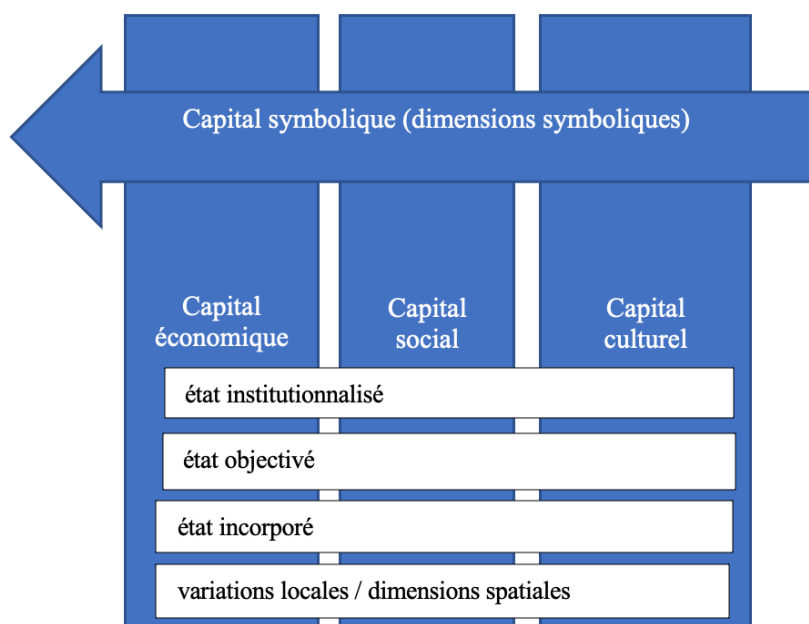 Capital symbolique (dimensions symboliques)
Capital
économique
Capital
social
Capital
culturel
état institutionnalisé
état objectivé
état incorporé
variations locales / dimensions spatiales